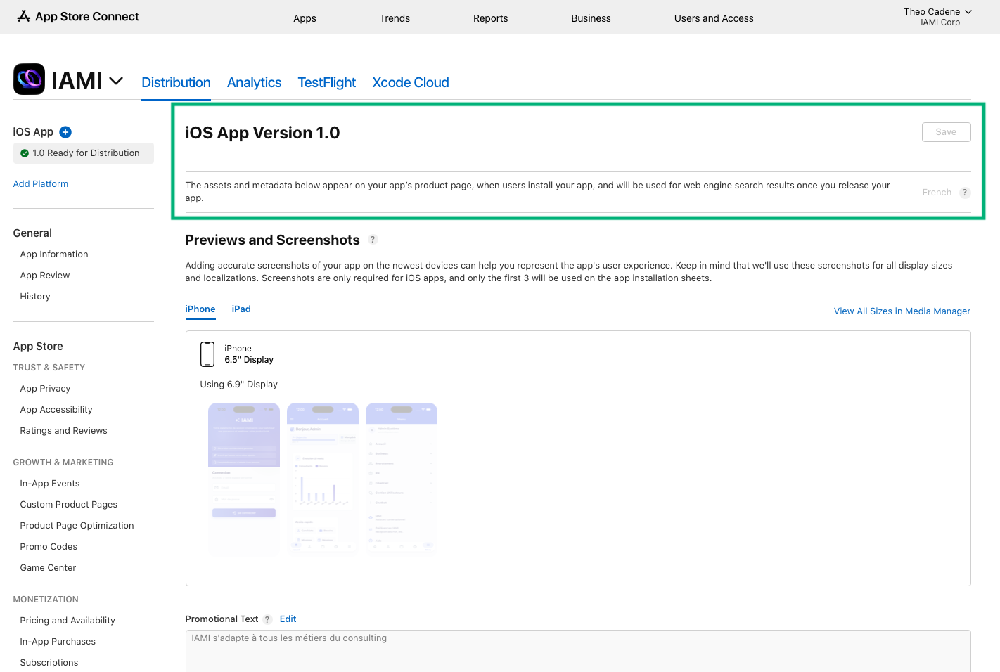 App Store Connect
Apps
Trends
Reports
Business
Users and Access
Theo Cadene
IAMI Corp
IAMI
Distribution
Analytics
TestFlight
Xcode Cloud
iOS App
1.0 Ready for Distribution
Add Platform
General
App Information
App Review
History
App Store
TRUST & SAFETY
App Privacy
App Accessibility
Ratings and Reviews
GROWTH & MARKETING
In-App Events
Custom Product Pages
Product Page Optimization
Promo Codes
Game Center
MONETIZATION
Pricing and Availability
In-App Purchases
Subscriptions
iOS App Version 1.0
Save
The assets and metadata below appear on your app’s product page, when users install your app, and will be used for web engine search results once you release your
app.
French ?
Previews and Screenshots ?
Adding accurate screenshots of your app on the newest devices can help you represent the app's user experience. Keep in mind that we'll use these screenshots for all display sizes
and localizations. Screenshots are only required for iOS apps, and only the first 3 will be used on the app installation sheets.
iPhone
iPad
View All Sizes in Media Manager
iPhone
6.5" Display
Using 6.9" Display
IAMI
Connexion
Bonjour, Admin
Promotional Text ? Edit
IAMI s'adapte à tous les métiers du consulting